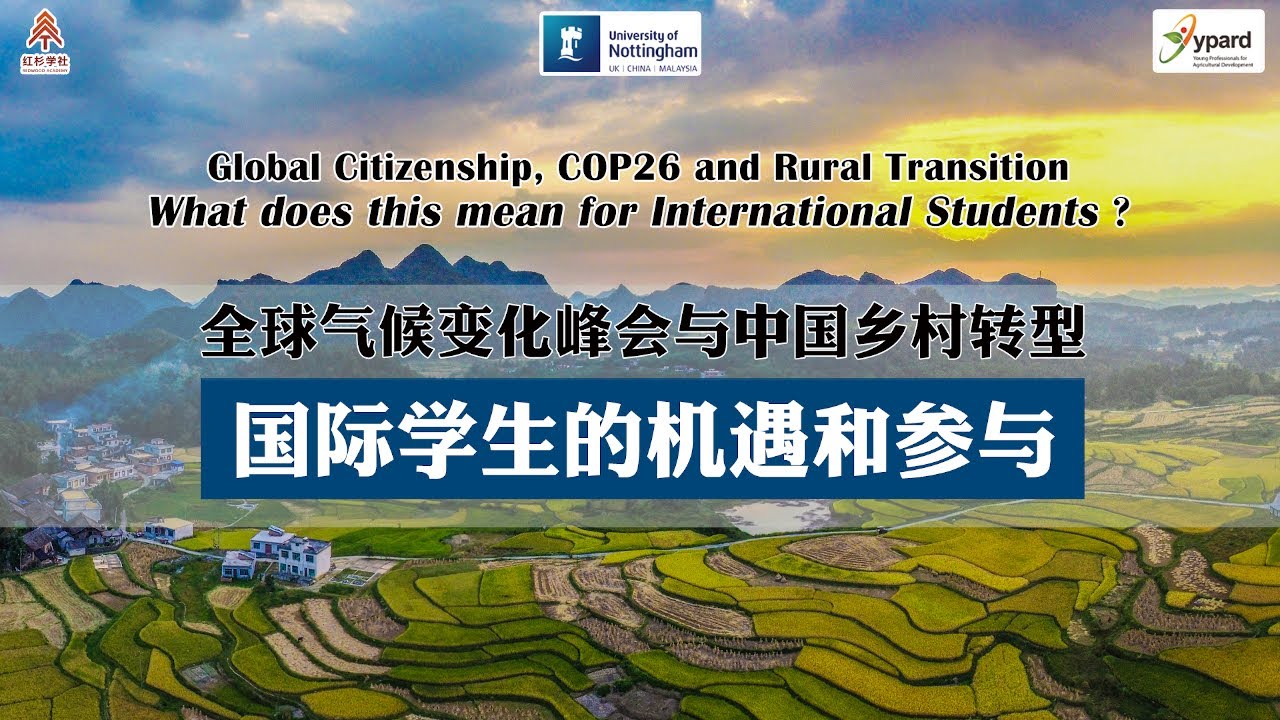 红杉学社
REDWOOD ACADEMY
University of
Nottingham
UK | CHINA | MALAYSIA
ypard
Young Professionals for
Agricultural Development
Global Citizenship, COP26 and Rural Transition
What does this mean for International Students ?
全球气候变化峰会与中国乡村转型
国际学生的机遇和参与